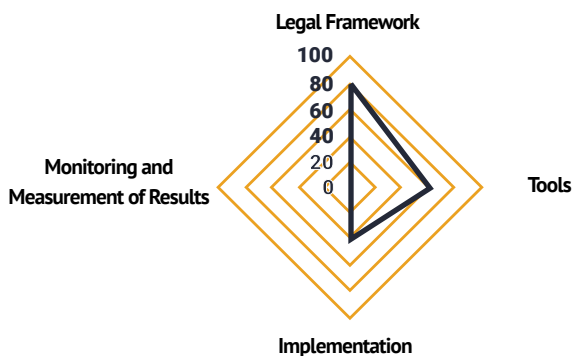 Legal Framework
100
80
60
40
20
0
Monitoring and
Measurement of Results
Tools
Implementation